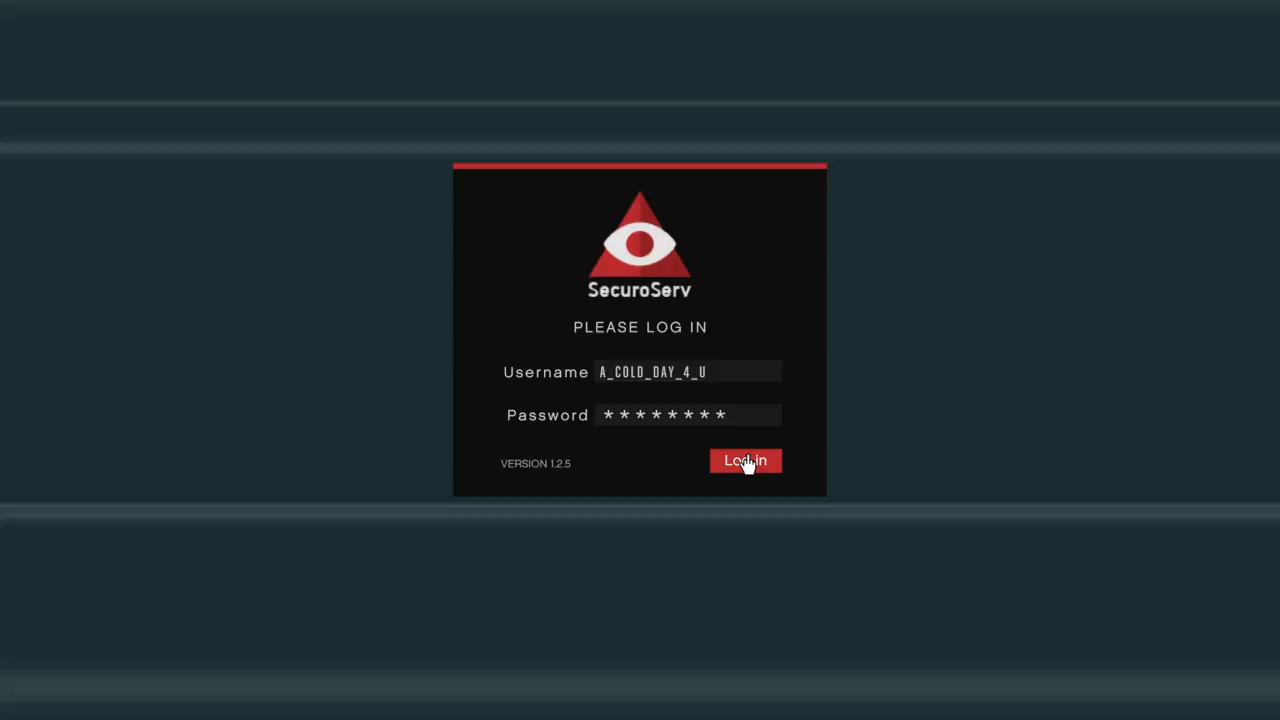 SecuroServ
PLEASE LOG IN
Username A_COLD_DAY_4_U
Password ********
VERSION 1.2.5 Log in